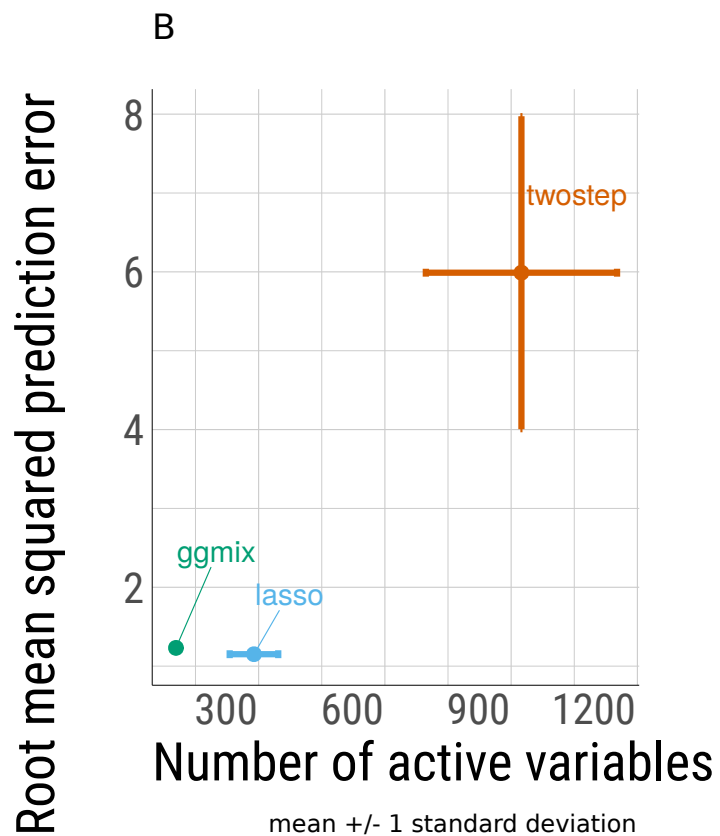 B
Root mean squared prediction error
8
6
4
2
twostep
ggmix
lasso
300 600 900 1200
Number of active variables
mean +/- 1 standard deviation